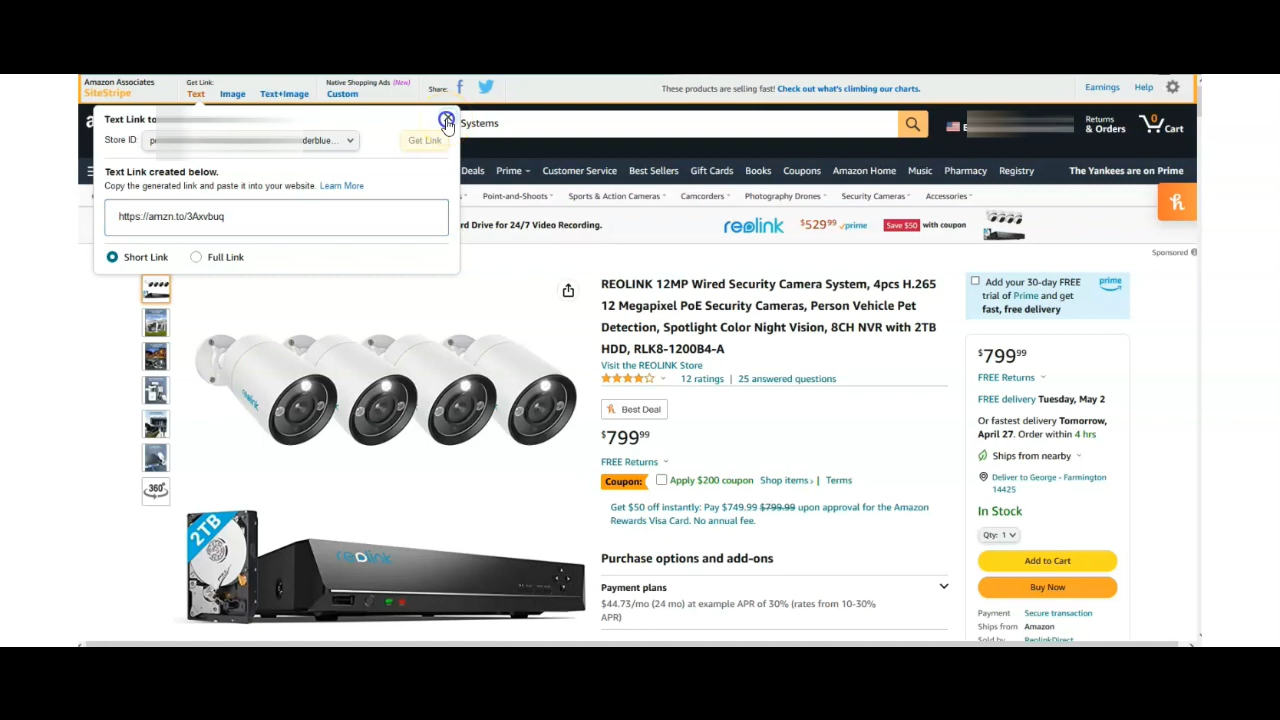 Amazon Associates
SiteStripe
Get Link:
Text Image Text+Image
Native Shopping Ads (New)
Custom
Share:
These products are selling fast! Check out what's climbing our charts.
Earnings Help
Text Link to
Store ID
derblue...
Get Link
Text Link created below.
Copy the generated link and paste it into your website. Learn More
https://amzn.to/3Axvbuq
Short Link Full Link
Systems
Returns
& Orders
0
Cart
Deals Prime Customer Service Best Sellers Gift Cards Books Coupons Amazon Home Music Pharmacy Registry The Yankees are on Prime
Point-and-Shoots Sports & Action Cameras Camcorders Photography Drones Security Cameras Accessories
rd Drive for 24/7 Video Recording.
reolink
$529.99 prime
Save $50 with coupon
Sponsored
REOLINK 12MP Wired Security Camera System, 4pcs H.265
12 Megapixel PoE Security Cameras, Person Vehicle Pet
Detection, Spotlight Color Night Vision, 8CH NVR with 2TB
HDD, RLK8-1200B4-A
Visit the REOLINK Store
12 ratings | 25 answered questions
Best Deal
$799.99
FREE Returns
Coupon: Apply $200 coupon Shop items › | Terms
Get $50 off instantly: Pay $749.99 $799.99 upon approval for the Amazon
Rewards Visa Card. No annual fee.
Purchase options and add-ons
Payment plans
$44.73/mo (24 mo) at example APR of 30% (rates from 10-30%
APR)
360°
2TB
reolink
Add your 30-day FREE
trial of Prime and get
fast, free delivery
prime
$799.99
FREE Returns
FREE delivery Tuesday, May 2
Or fastest delivery Tomorrow,
April 27. Order within 4 hrs
Ships from nearby
Deliver to George - Farmington
14425
In Stock
Qty: 1
Add to Cart
Buy Now
Payment Secure transaction
Ships from Amazon
Sold by ReolinkDirect